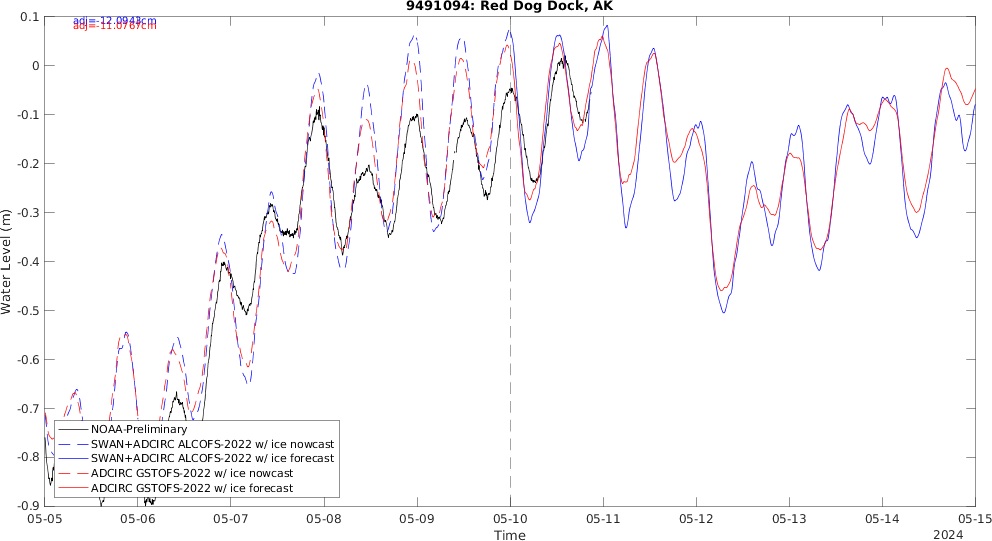 9491094: Red Dog Dock, AK
adj=-12.0943cm
adj=-11.0767cm
0.1
0
-0.1
-0.2
-0.3
-0.4
-0.5
-0.6
-0.7
-0.8
-0.9
Water Level (m)
NOAA-Preliminary
SWAN+ADCIRC ALCOFS-2022 w/ ice nowcast
SWAN+ADCIRC ALCOFS-2022 w/ ice forecast
ADCIRC GSTOFS-2022 w/ ice nowcast
ADCIRC GSTOFS-2022 w/ ice forecast
05-05 05-06 05-07 05-08 05-09 05-10 05-11 05-12 05-13 05-14 05-15
Time
2024